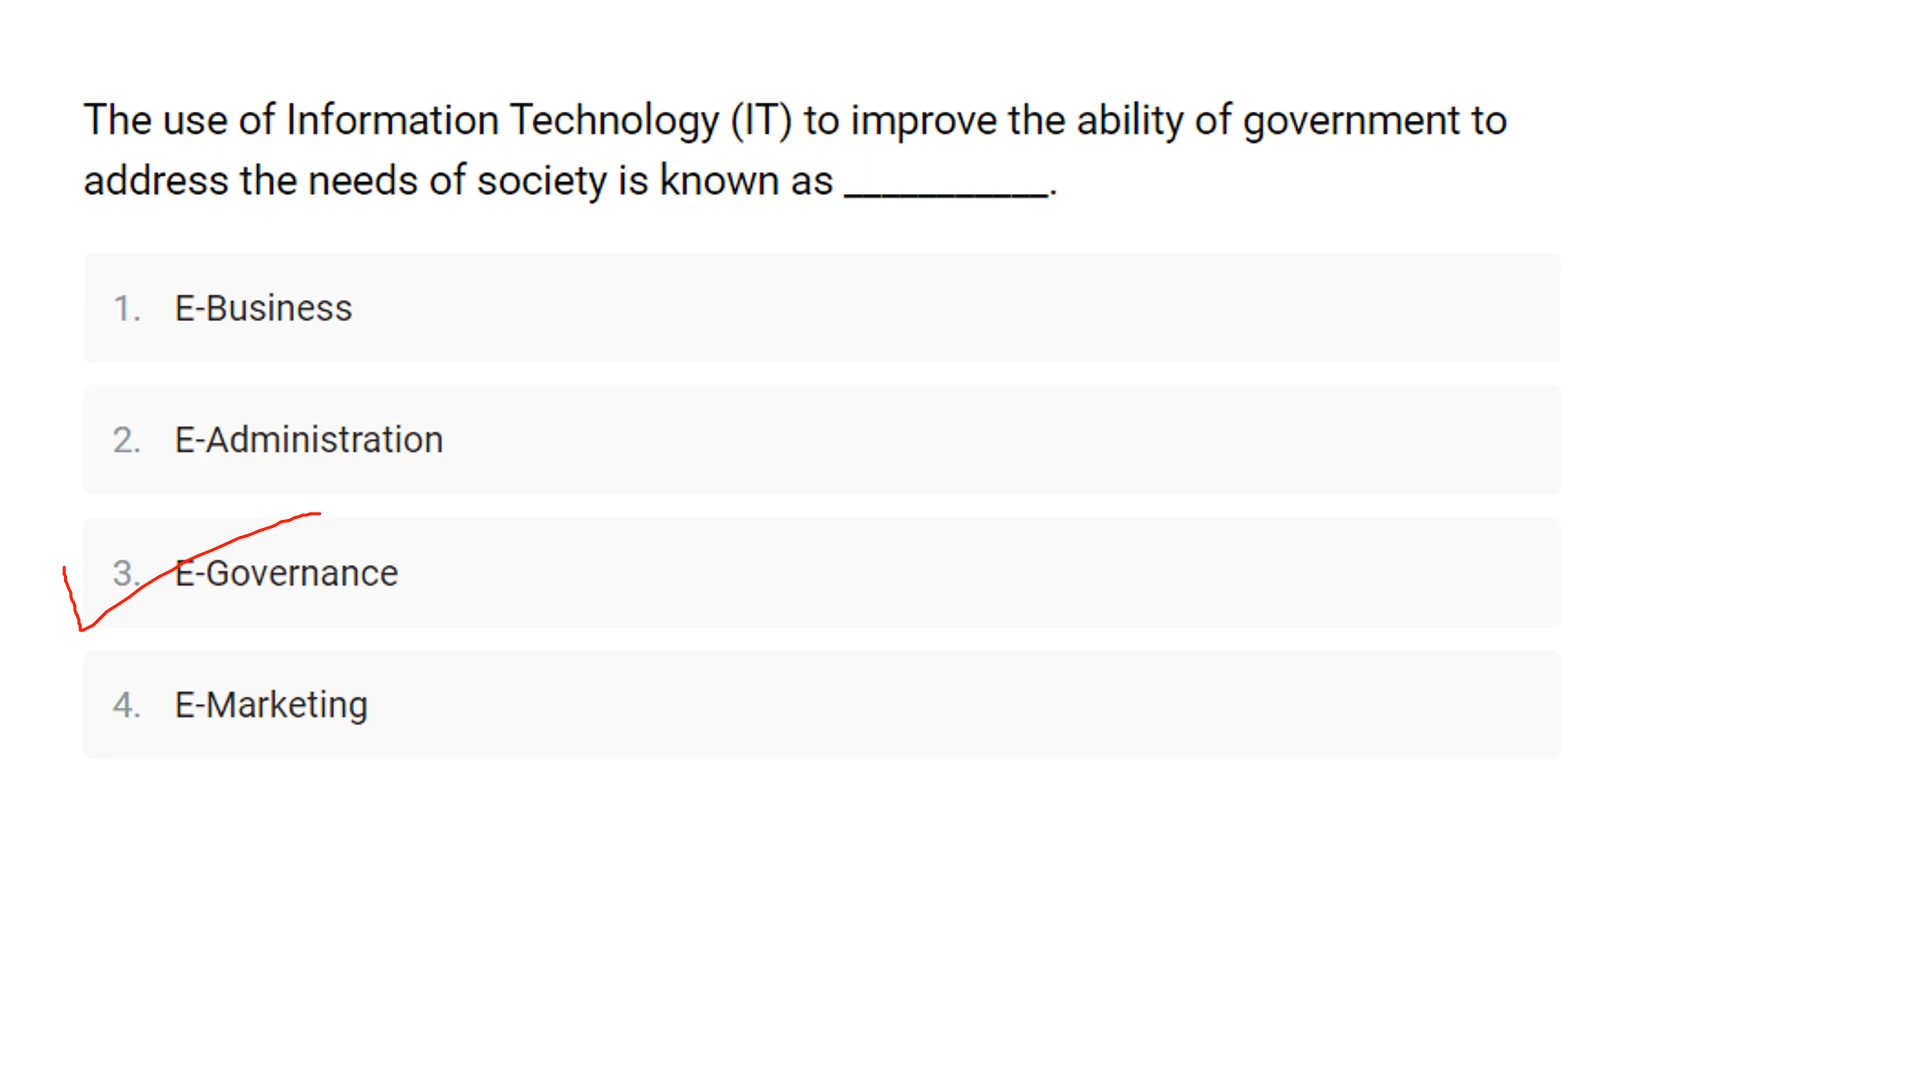 The use of Information Technology (IT) to improve the ability of government to
address the needs of society is known as ___________.
1. E-Business
2. E-Administration
3. E-Governance
4. E-Marketing